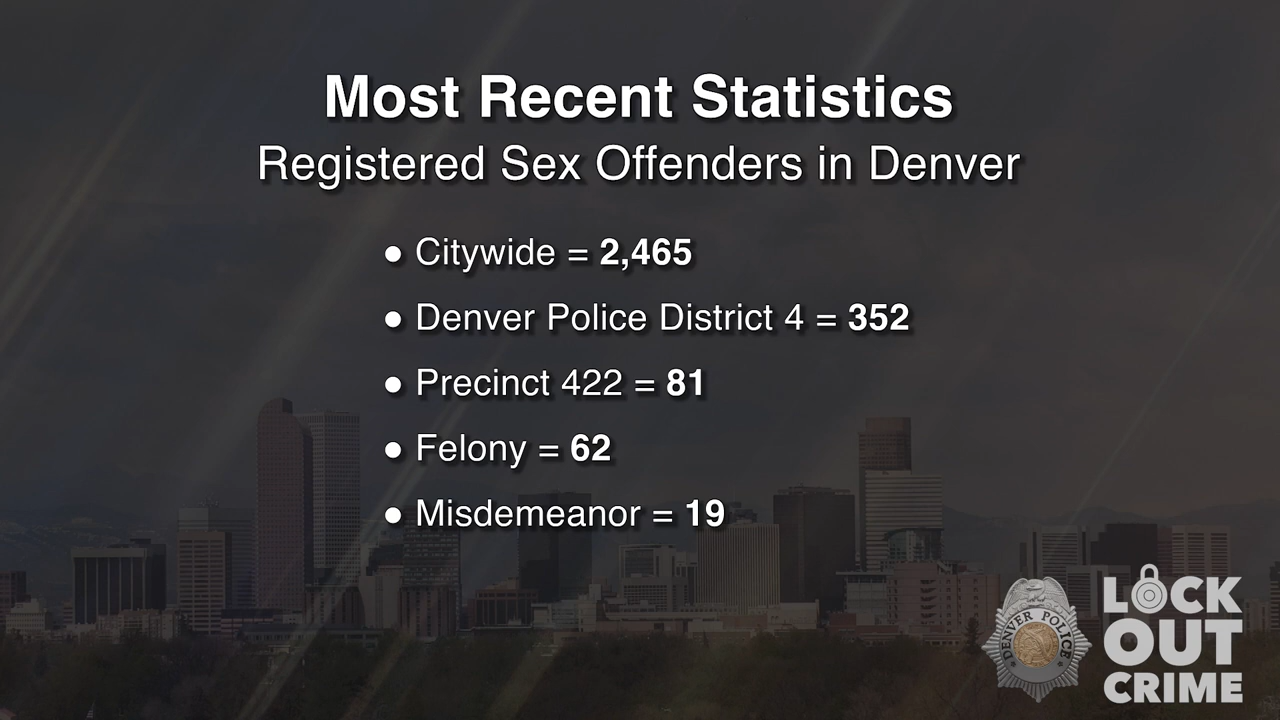 Most Recent Statistics
Registered Sex Offenders in Denver
● Citywide = 2,465
● Denver Police District 4 = 352
● Precinct 422 = 81
● Felony = 62
● Misdemeanor = 19
DENVER POLICE
LOCK
OUT
CRIME